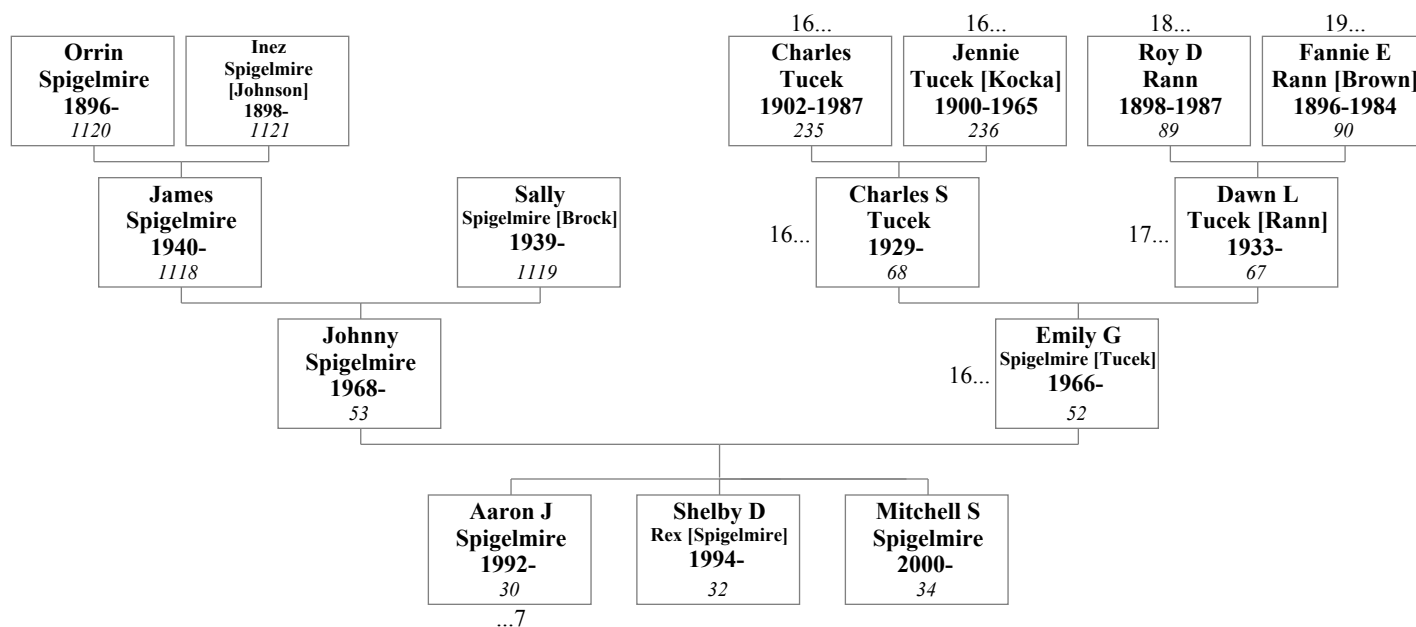 16...
16...
18...
19...
Orrin
Spigelmire
1896-
1120
Inez
Spigelmire
[Johnson]
1898-
1121
Charles
Tucek
1902-1987
235
Jennie
Tucek [Kocka]
1900-1965
236
Roy D
Rann
1898-1987
89
Fannie E
Rann [Brown]
1896-1984
90
James
Spigelmire
1940-
1118
Sally
Spigelmire [Brock]
1939-
1119
16...
Charles S
Tucek
1929-
68
17...
Dawn L
Tucek [Rann]
1933-
67
Johnny
Spigelmire
1968-
53
16...
Emily G
Spigelmire [Tucek]
1966-
52
Aaron J
Spigelmire
1992-
30
Shelby D
Rex [Spigelmire]
1994-
32
Mitchell S
Spigelmire
2000-
34
...7